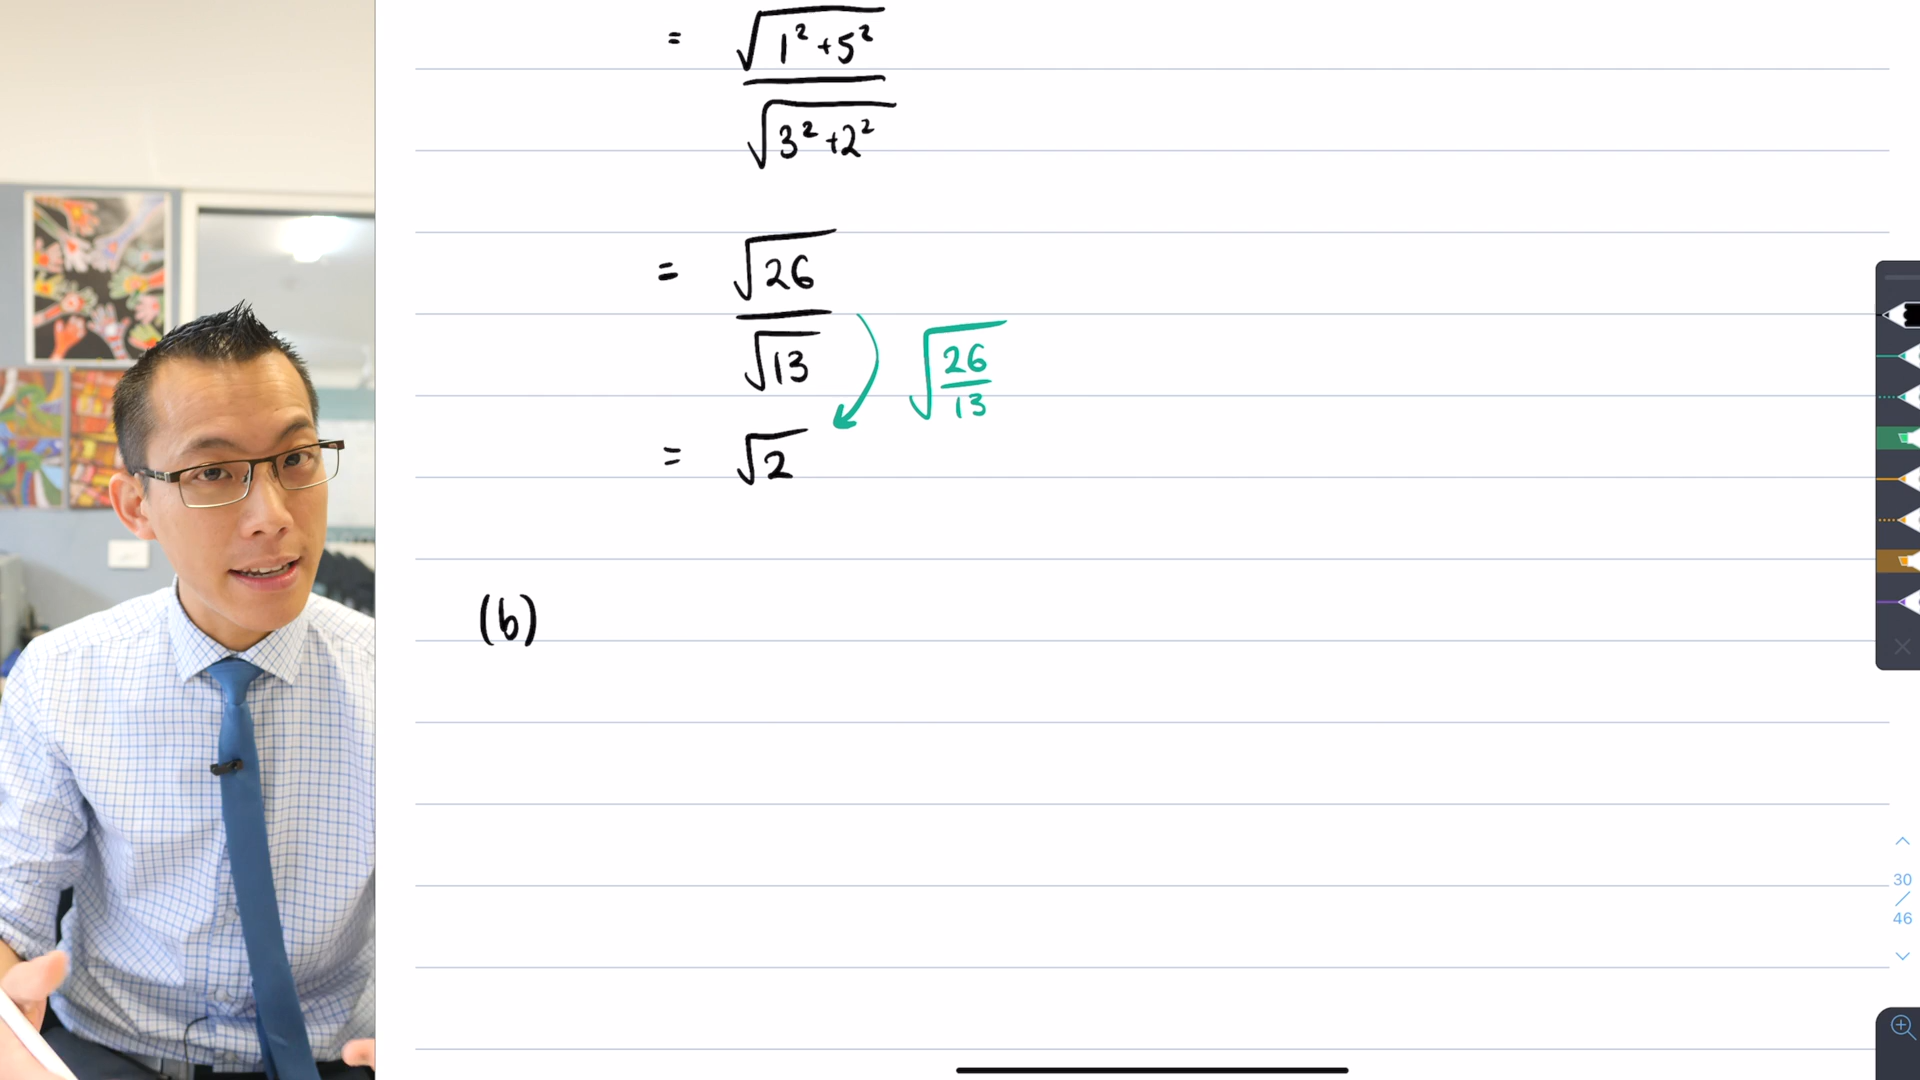 = √(1² + 5²) / √(3² + 2²)
= √26 / √13
√(26/13)
= √2
(b)
30
/
46